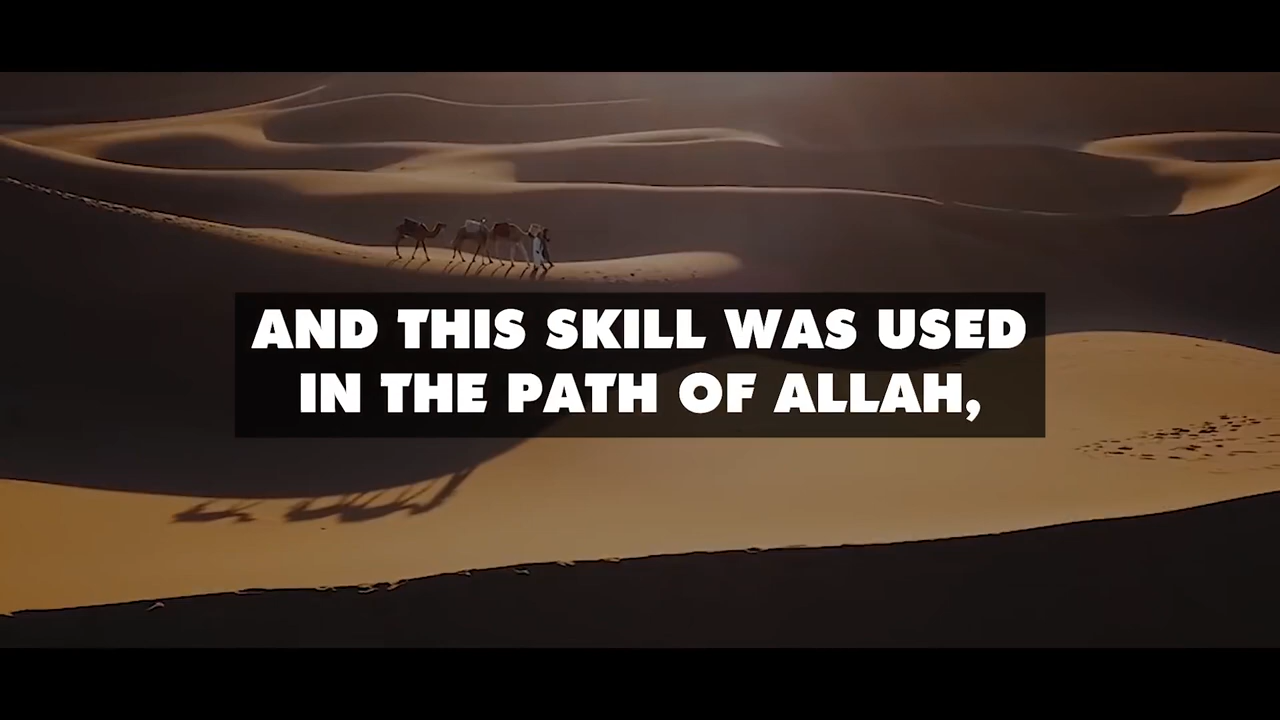 AND THIS SKILL WAS USED
IN THE PATH OF ALLAH,